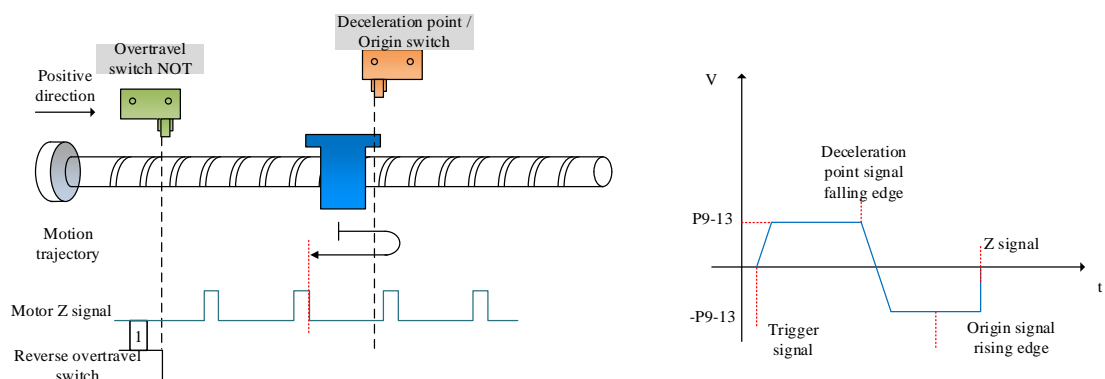 Overtravel
switch NOT
Deceleration point /
Origin switch
Positive
direction
Motion
trajectory
Motor Z signal
1
Reverse overtravel
switch
V
Deceleration
point signal
falling edge
P9-13
Z signal
t
-P9-13
Trigger
signal
Origin signal
rising edge